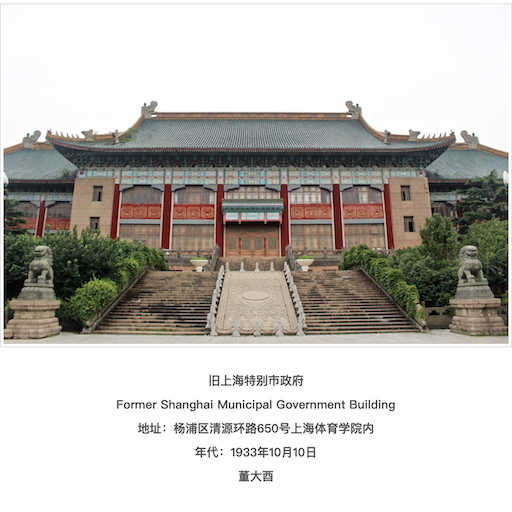 旧上海特别市政府
Former Shanghai Municipal Government Building
地址：杨浦区清源环路650号上海体育学院内
年代：1933年10月10日
董大酉